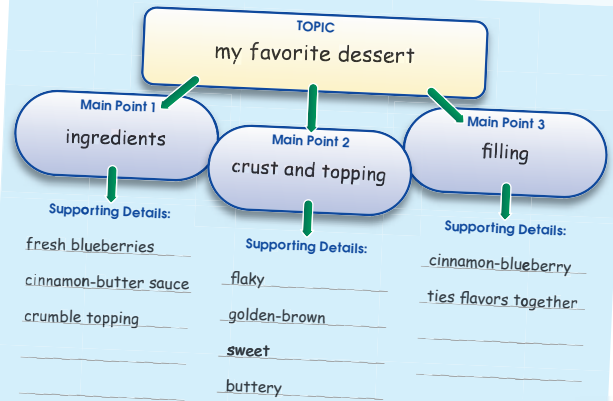 TOPIC
my favorite dessert
Main Point 1
ingredients
Supporting Details:
fresh blueberries
cinnamon-butter sauce
crumble topping
Main Point 2
crust and topping
Supporting Details:
flaky
golden-brown
sweet
buttery
Main Point 3
filling
Supporting Details:
cinnamon-blueberry
ties flavors together